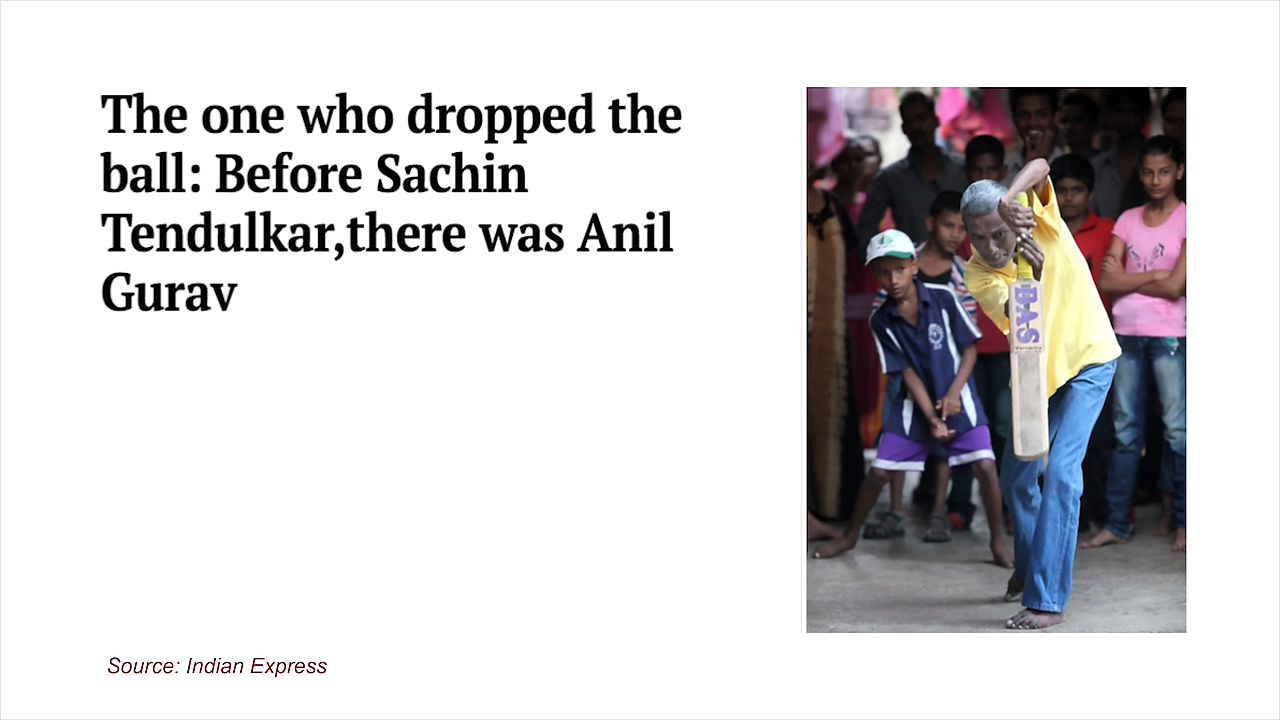 The one who dropped the
ball: Before Sachin
Tendulkar,there was Anil
Gurav
BAS
Source: Indian Express